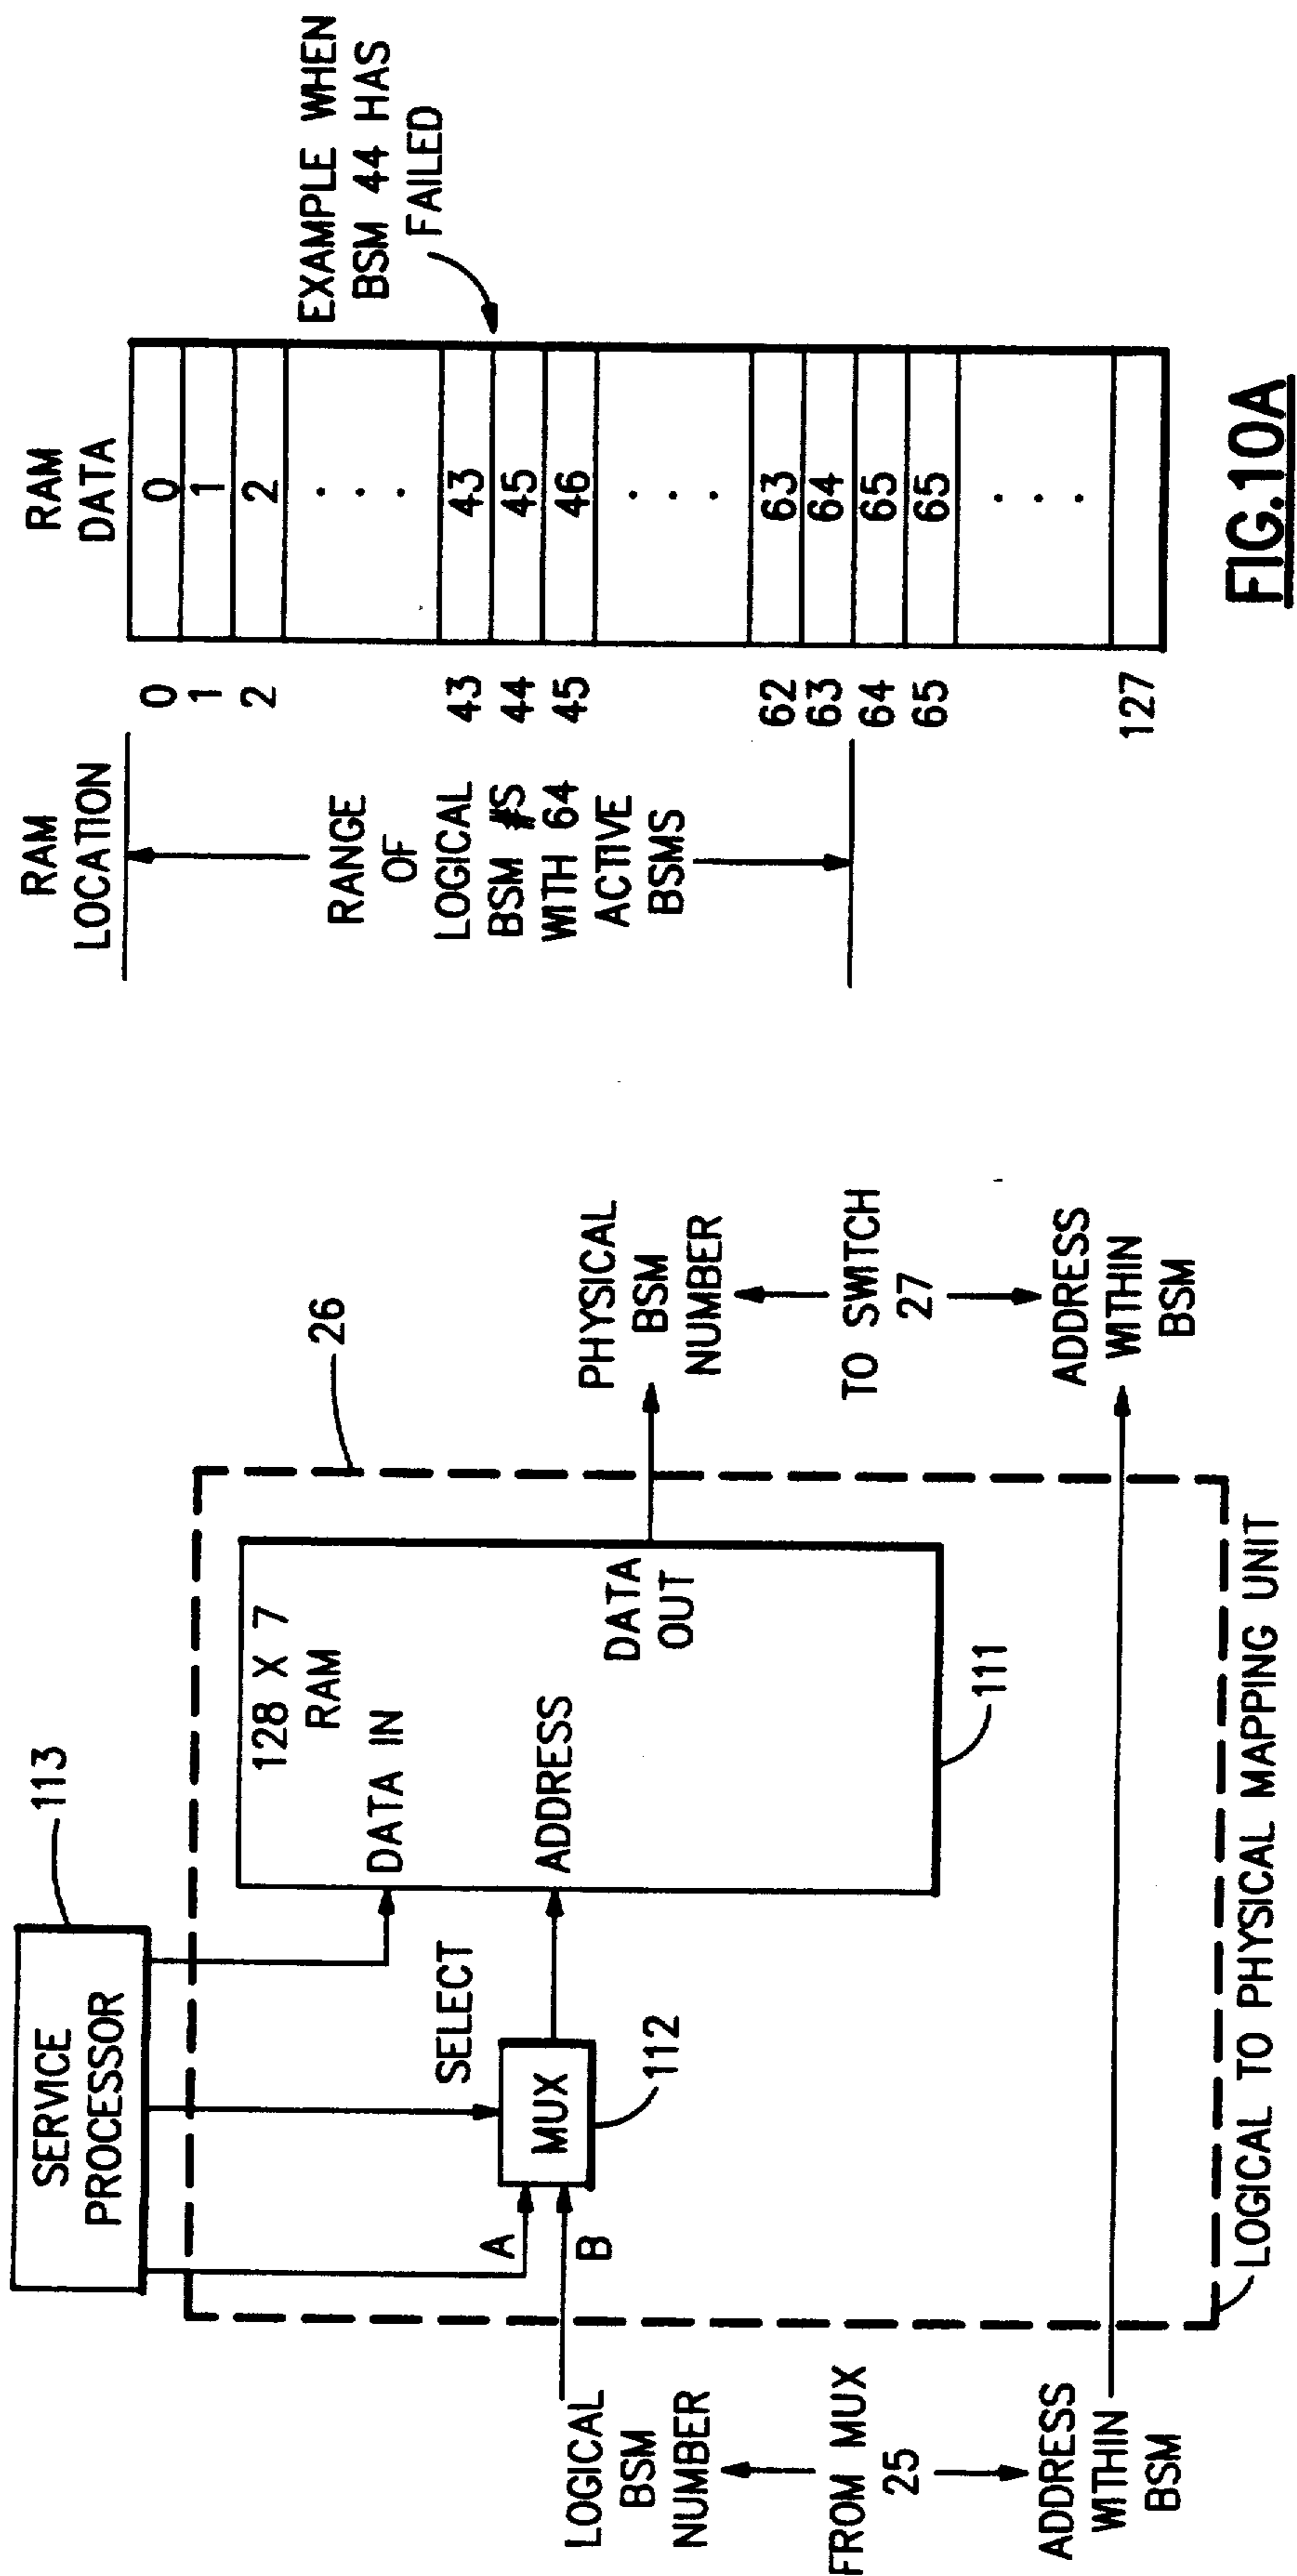 SERVICE
PROCESSOR
113
26
128 X 7
RAM
DATA IN
SELECT
ADDRESS
A
B
MUX
112
DATA
OUT
111
LOGICAL
BSM
NUMBER
FROM MUX
25
ADDRESS
WITHIN
BSM
PHYSICAL
BSM
NUMBER
TO SWITCH
27
ADDRESS
WITHIN
BSM
LOGICAL TO PHYSICAL MAPPING UNIT
RAM
LOCATION
RAM
DATA
RANGE
OF
LOGICAL
BSM #S
WITH 64
ACTIVE
BSMS
0 0
1 1
2 2
. . .
43 43
44 45
45 46
. . .
62 63
63 64
64 65
65 65
. . .
127
EXAMPLE WHEN
BSM 44 HAS
FAILED
FIG.10A